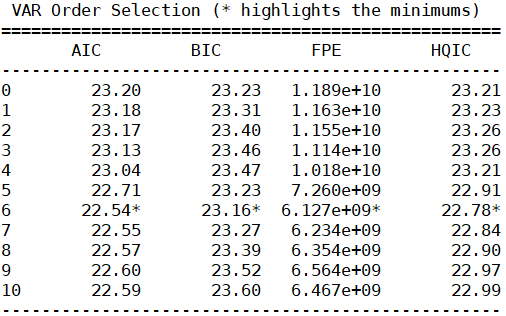 VAR Order Selection (* highlights the minimums)
==================================================
       AIC         BIC         FPE         HQIC
--------------------------------------------------
0        23.20       23.23   1.189e+10       23.21
1        23.18       23.31   1.163e+10       23.23
2        23.17       23.40   1.155e+10       23.26
3        23.13       23.46   1.114e+10       23.26
4        23.04       23.47   1.018e+10       23.21
5        22.71       23.23   7.260e+09       22.91
6       22.54*      23.16*  6.127e+09*      22.78*
7        22.55       23.27   6.234e+09       22.84
8        22.57       23.39   6.354e+09       22.90
9        22.60       23.52   6.564e+09       22.97
10       22.59       23.60   6.467e+09       22.99
--------------------------------------------------